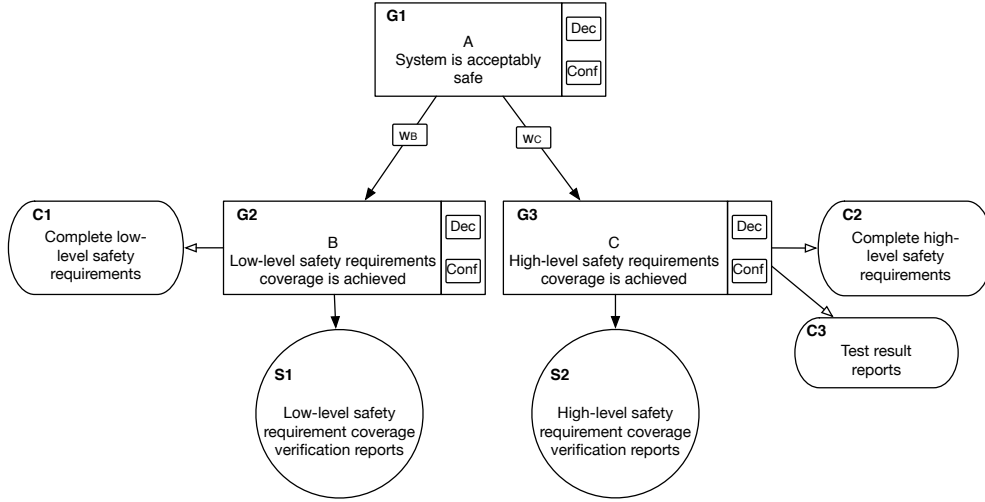 G1
Dec
A
System is acceptably
safe
Conf
wB
wC
C1
Complete low-
level safety
requirements
G2
Dec
B
Low-level safety requirements
coverage is achieved
Conf
G3
Dec
C
High-level safety requirements
coverage is achieved
Conf
C2
Complete high-
level safety
requirements
C3
Test result
reports
S1
Low-level safety
requirement coverage
verification reports
S2
High-level safety
requirement coverage
verification reports